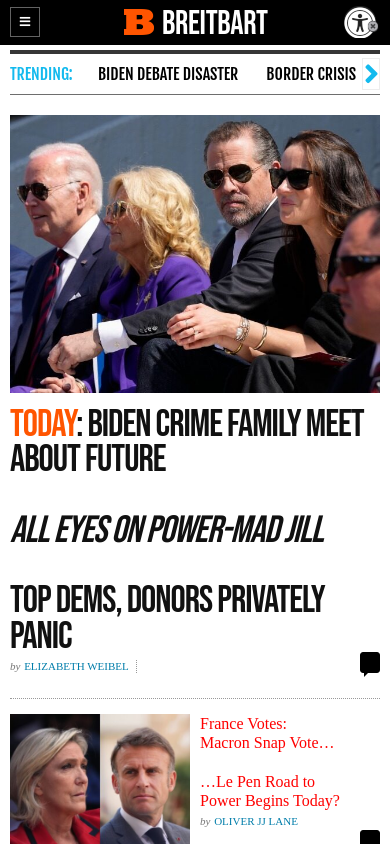 BREITBART
TRENDING: BIDEN DEBATE DISASTER BORDER CRISIS
TODAY: BIDEN CRIME FAMILY MEET
ABOUT FUTURE
ALL EYES ON POWER-MAD JILL
TOP DEMS, DONORS PRIVATELY
PANIC
by ELIZABETH WEIBEL
France Votes:
Macron Snap Vote…
…Le Pen Road to
Power Begins Today?
by OLIVER JJ LANE